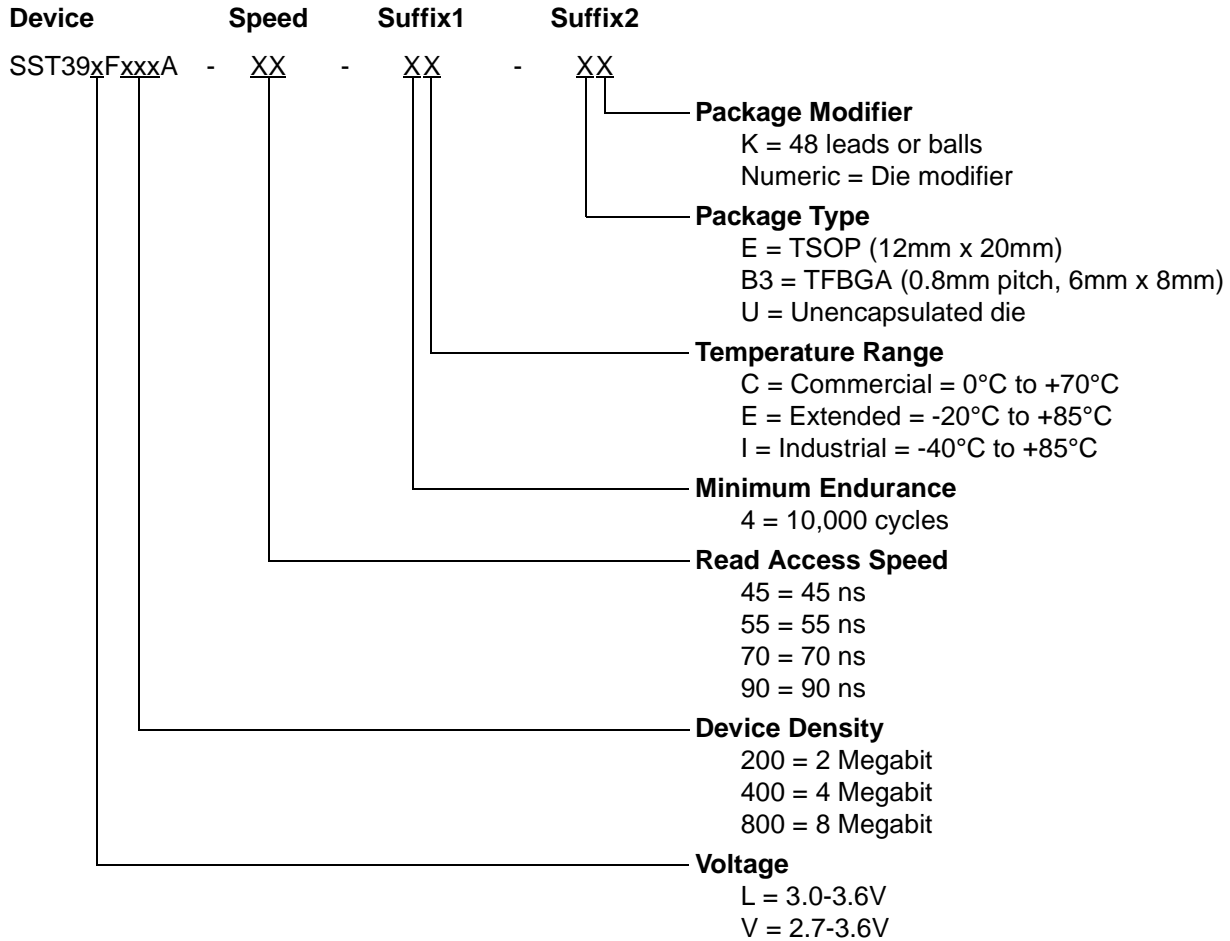 Device Speed Suffix1 Suffix2
SST39xFxxxA - XX - XX - XX
Package Modifier
K = 48 leads or balls
Numeric = Die modifier
Package Type
E = TSOP (12mm x 20mm)
B3 = TFBGA (0.8mm pitch, 6mm x 8mm)
U = Unencapsulated die
Temperature Range
C = Commercial = 0°C to +70°C
E = Extended = -20°C to +85°C
I = Industrial = -40°C to +85°C
Minimum Endurance
4 = 10,000 cycles
Read Access Speed
45 = 45 ns
55 = 55 ns
70 = 70 ns
90 = 90 ns
Device Density
200 = 2 Megabit
400 = 4 Megabit
800 = 8 Megabit
Voltage
L = 3.0-3.6V
V = 2.7-3.6V